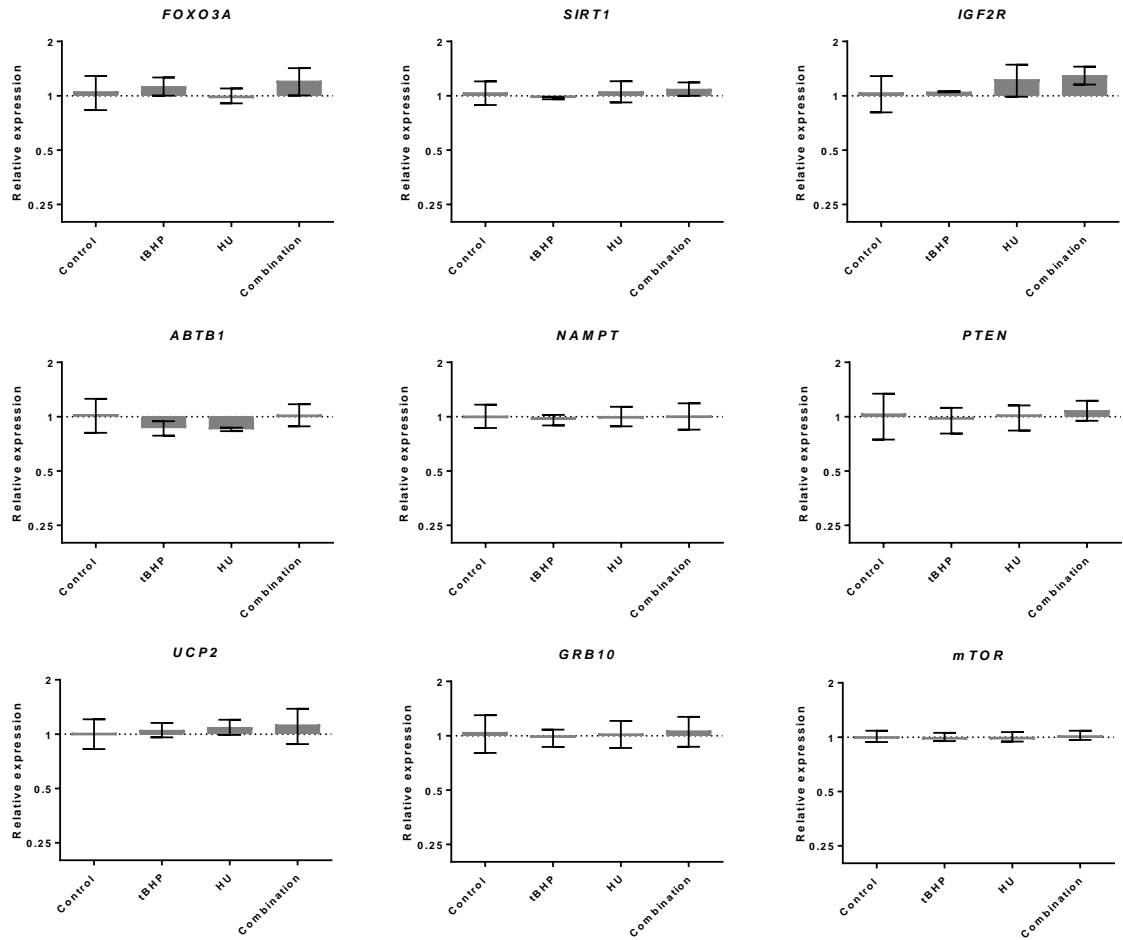 FOXO3A
Relative expression
2
1
0.5
0.25
Control
tBHP
HU
Combination
SIRT1
Relative expression
2
1
0.5
0.25
Control
tBHP
HU
Combination
IGF2R
Relative expression
2
1
0.5
0.25
Control
tBHP
HU
Combination
ABTB1
Relative expression
2
1
0.5
0.25
Control
tBHP
HU
Combination
NAMPT
Relative expression
2
1
0.5
0.25
Control
tBHP
HU
Combination
PTEN
Relative expression
2
1
0.5
0.25
Control
tBHP
HU
Combination
UCP2
Relative expression
2
1
0.25
Control
tBHP
HU
Combination
GRB10
Relative expression
2
1
0.5
0.25
Control
tBHP
HU
Combination
mTOR
Relative expression
2
1
0.5
0.25
Control
tBHP
HU
Combination